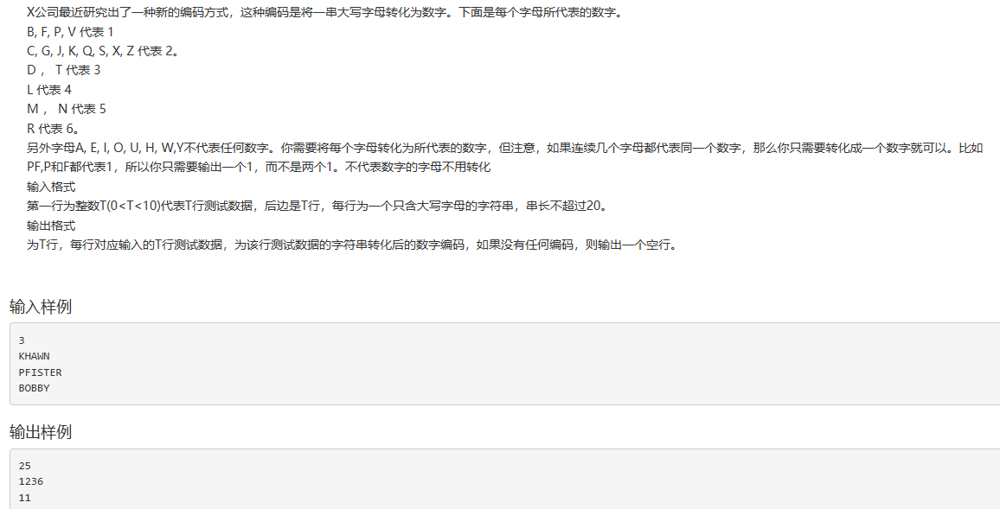 X公司最近研究出了一种新的编码方式，这种编码是将一串大写字母转化为数字。下面是每个字母所代表的数字。
B, F, P, V 代表 1
C, G, J, K, Q, S, X, Z 代表 2。
D ， T 代表 3
L 代表 4
M ， N 代表 5
R 代表 6。
另外字母A, E, I, O, U, H, W,Y不代表任何数字。你需要将每个字母转化为所代表的数字，但注意，如果连续几个字母都代表同一个数字，那么你只需要转化成一个数字就可以。比如
PF,P和F都代表1，所以你只需要输出一个1，而不是两个1。不代表数字的字母不用转化
输入格式
第一行为整数T(0<T<10)代表T行测试数据，后边是T行，每行为一个只含大写字母的字符串，串长不超过20。
输出格式
为T行，每行对应输入的T行测试数据，为该行测试数据的字符串转化后的数字编码，如果没有任何编码，则输出一个空行。
输入样例
3
KHAWN
PFISTER
BOBBY
输出样例
25
1236
11